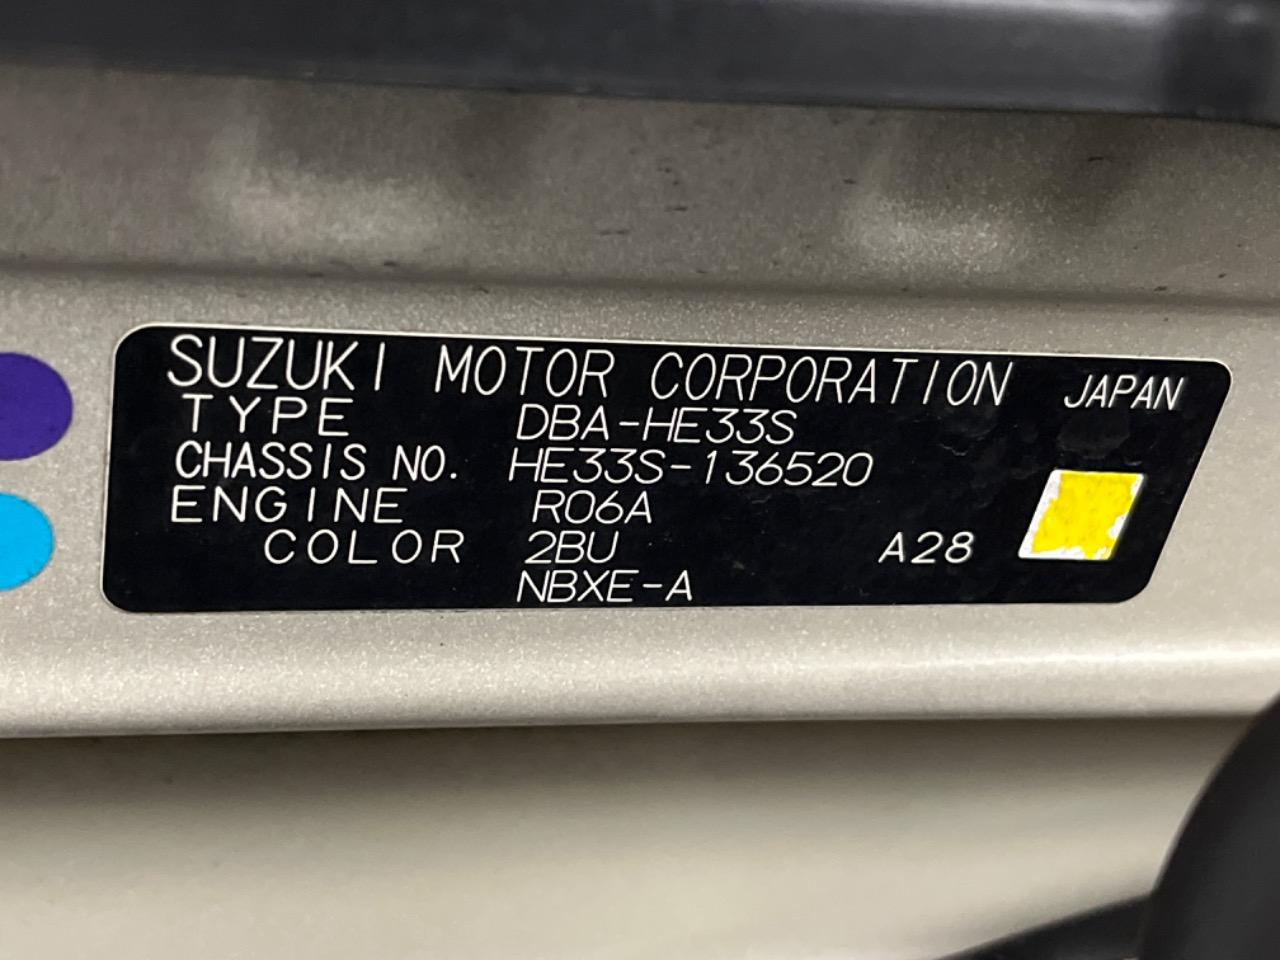 SUZUKI MOTOR CORPORATION JAPAN
TYPE DBA-HE33S
CHASSIS NO. HE33S-136520
ENGINE R06A
COLOR 2BU A28
NBXE-A